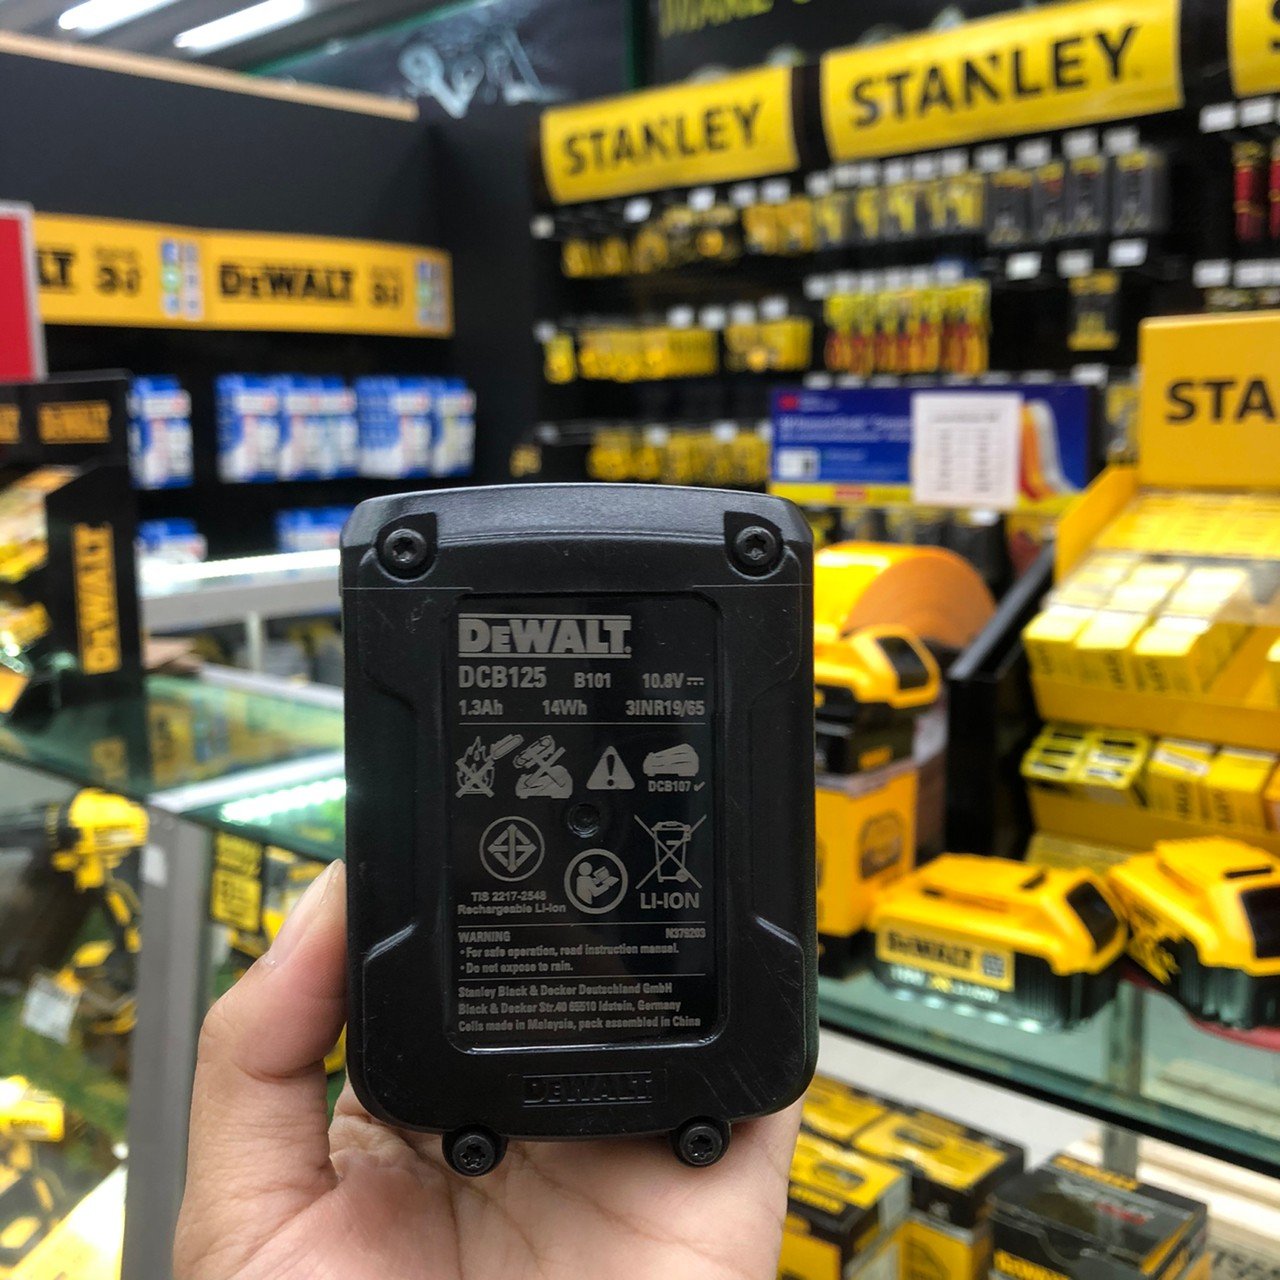 STANLEY
STANLEY
DEWALT
DEWALT
STA
DEWALT
DEWALT.
DCB125 B101 10.8V
1.3Ah 14Wh 3INR19/65
DCB107
TIS 2217-2548
Rechargeable Li-Ion
LI-ION
WARNING N379203
• For safe operation, read instruction manual.
• Do not expose to rain.
Stanley Black & Decker Deutschland GmbH
Black & Decker Str.40 65510 Idstein, Germany
Cells made in Malaysia, pack assembled in China
DEWALT
DEWALT